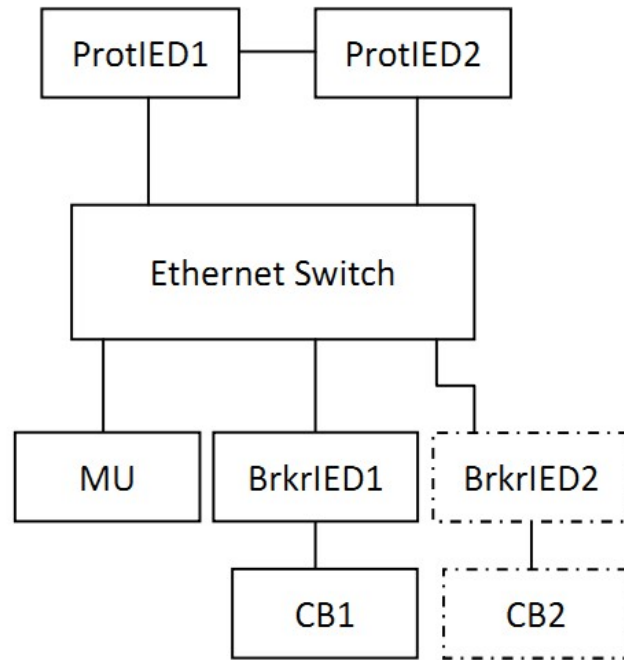 ProtIED1
ProtIED2
Ethernet Switch
MU
BrkrIED1
BrkrIED2
CB1
CB2